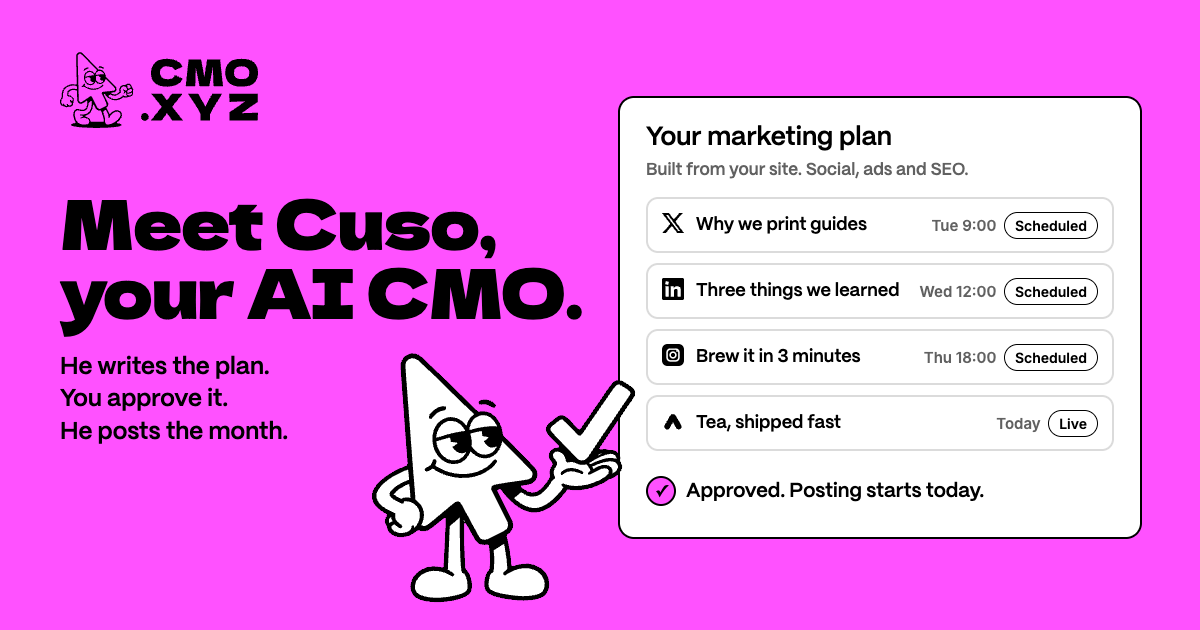 CMO
.XYZ
Meet Cuso,
your AI CMO.
He writes the plan.
You approve it.
He posts the month.
Your marketing plan
Built from your site. Social, ads and SEO.
Why we print guides Tue 9:00 Scheduled
in Three things we learned Wed 12:00 Scheduled
Brew it in 3 minutes Thu 18:00 Scheduled
Tea, shipped fast Today Live
Approved. Posting starts today.